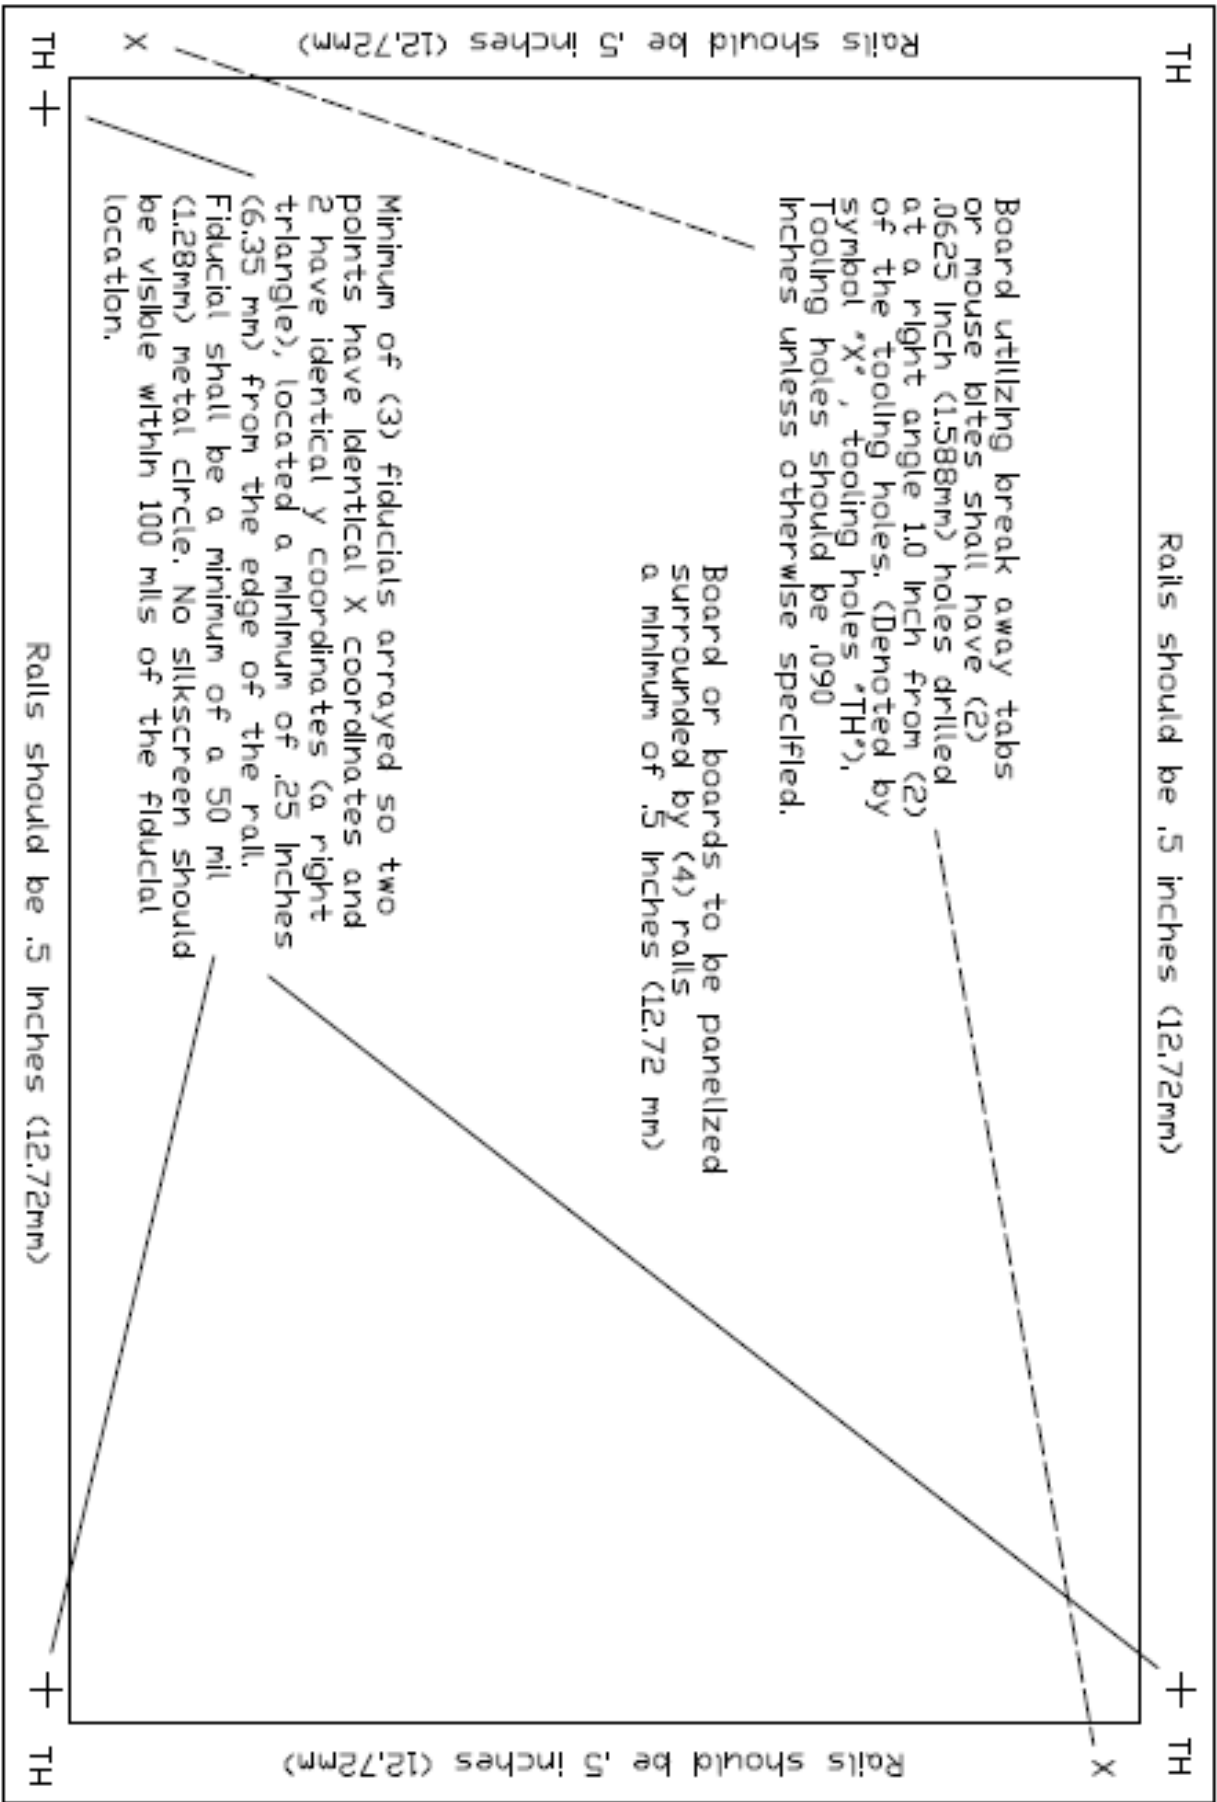 Rails should be .5 inches (12.72mm)
TH
TH
+
X
X
Rails should be .5 inches (12.72mm)
Rails should be .5 inches (12.72mm)
Board utilizing break away tabs
or mouse bites shall have (2)
.0625 inch (1.588mm) holes drilled
at a right angle 1.0 inch from (2)
of the tooling holes. (Denoted by
symbol "X", tooling holes "TH").
Tooling holes should be .090
inches unless otherwise specified.
Board or boards to be panelized
surrounded by (4) rails
a minimum of .5 inches (12.72 mm)
Minimum of (3) fiducials arrayed so two
points have identical X coordinates and
2 have identical y coordinates (a right
triangle), located a minimum of .25 inches
(6.35 mm) from the edge of the rail.
Fiducial shall be a minimum of a 50 mil
(1.28mm) metal circle. No silkscreen should
be visible within 100 mils of the fiducial
location.
TH
+
+
TH
Rails should be .5 inches (12.72mm)